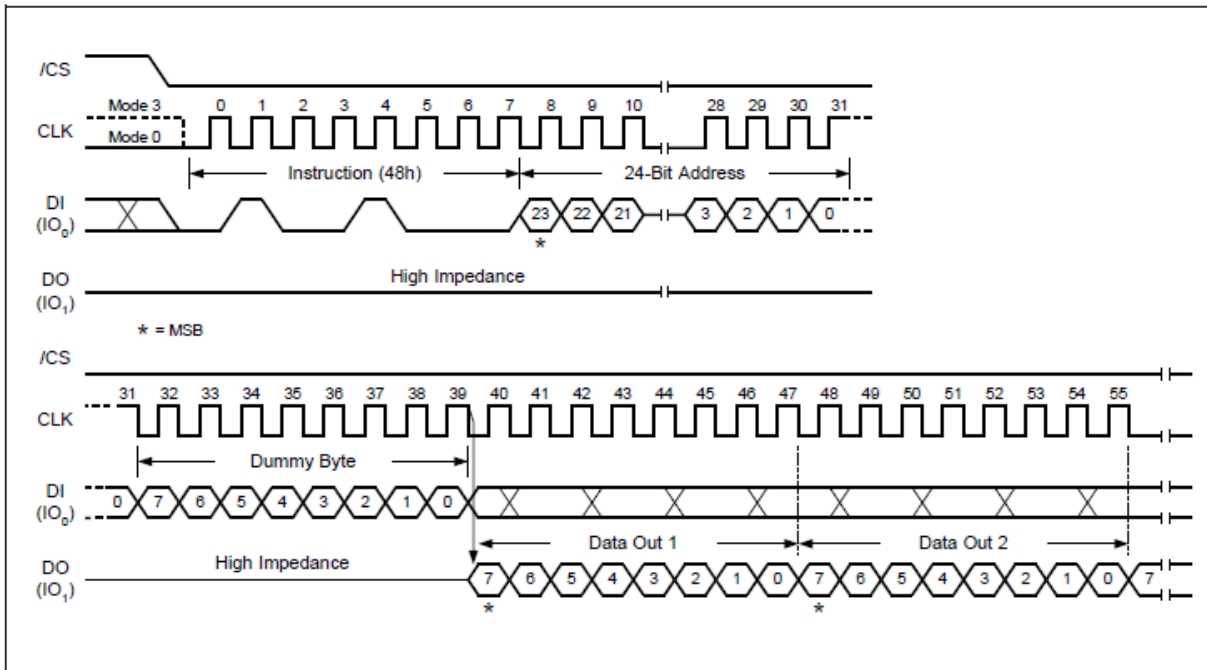 /CS
Mode 3 0 1 2 3 4 5 6 7 8 9 10 28 29 30 31
CLK
Mode 0
Instruction (48h) 24-Bit Address
DI
(IO0) 23 22 21 3 2 1 0
*
High Impedance
DO
(IO1)
* = MSB
/CS
31 32 33 34 35 36 37 38 39 40 41 42 43 44 45 46 47 48 49 50 51 52 53 54 55
CLK
Dummy Byte
DI
(IO0) 0 7 6 5 4 3 2 1 0
Data Out 1 Data Out 2
High Impedance
DO
(IO1) 7 6 5 4 3 2 1 0 7 6 5 4 3 2 1 0 7
* *